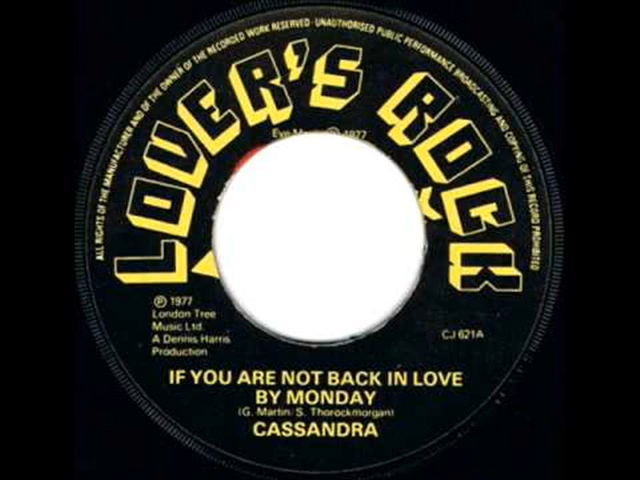 ALL RIGHTS OF THE MANUFACTURER AND OF THE OWNER OF THE RECORDED WORK RESERVED · UNAUTHORISED PUBLIC PERFORMANCE BROADCASTING AND COPYING OF THIS RECORD PROHIBITED
LOVER'S ROCK
℗ 1977
℗ 1977
London Tree
Music Ltd.
A Dennis Harris
Production
CJ 621A
IF YOU ARE NOT BACK IN LOVE
BY MONDAY
(G. Martin/S. Thorockmorgan)
CASSANDRA